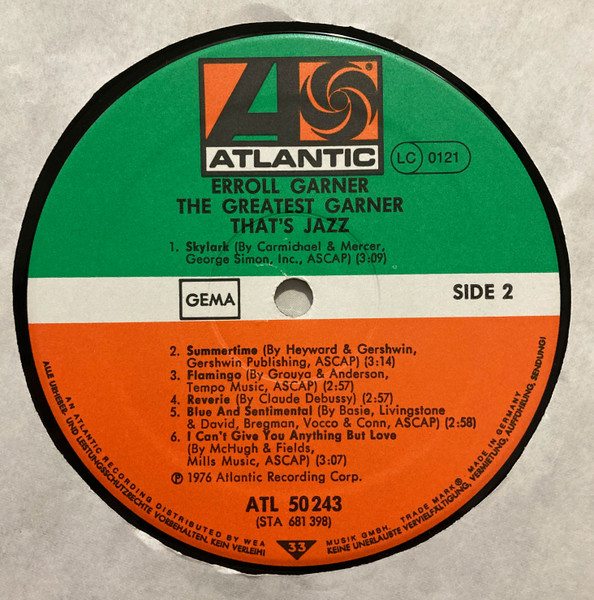 ®
ATLANTIC
LC 0121
ERROLL GARNER
THE GREATEST GARNER
THAT'S JAZZ
1. Skylark (By Carmichael & Mercer,
George Simon, Inc., ASCAP) (3:09)
GEMA
SIDE 2
2. Summertime (By Heyward & Gershwin,
Gershwin Publishing, ASCAP) (3:14)
3. Flamingo (By Grouya & Anderson,
Tempo Music, ASCAP) (2:57)
4. Reverie (By Claude Debussy) (2:57)
5. Blue And Sentimental (By Basie, Livingstone
& David, Bregman, Vocco & Conn, ASCAP) (2:58)
6. I Can't Give You Anything But Love
(By McHugh & Fields,
Mills Music, ASCAP) (3:07)
℗ 1976 Atlantic Recording Corp.
ATL 50 243
(STA 681 398)
33
AN ATLANTIC RECORDING DISTRIBUTED BY WEA MUSIK GMBH. TRADE MARK® MADE IN GERMANY
ALLE URHEBER- UND LEISTUNGSSCHUTZRECHTE VORBEHALTEN. KEIN VERLEIH! KEINE UNERLAUBTE VERVIELFÄLTIGUNG, VERMIETUNG, AUFFÜHRUNG, SENDUNG!